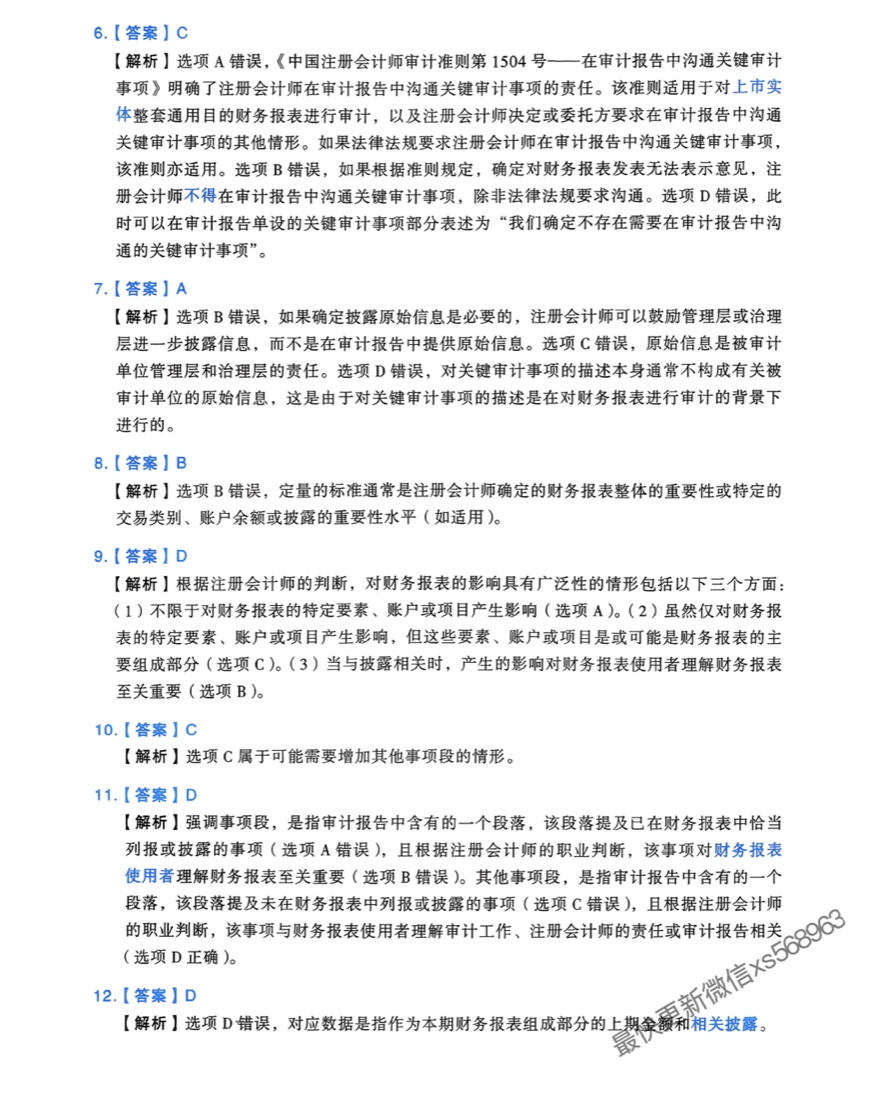 6.【答案】C
【解析】选项 A 错误，《中国注册会计师审计准则第 1504 号——在审计报告中沟通关键审计
事项》明确了注册会计师在审计报告中沟通关键审计事项的责任。该准则适用于对上市实
体整套通用目的财务报表进行审计，以及注册会计师决定或委托方要求在审计报告中沟通
关键审计事项的其他情形。如果法律法规要求注册会计师在审计报告中沟通关键审计事项，
该准则亦适用。选项 B 错误，如果根据准则规定，确定对财务报表发表无法表示意见，注
册会计师不得在审计报告中沟通关键审计事项，除非法律法规要求沟通。选项 D 错误，此
时可以在审计报告单设的关键审计事项部分表述为“我们确定不存在需要在审计报告中沟
通的关键审计事项”。
7.【答案】A
【解析】选项 B 错误，如果确定披露原始信息是必要的，注册会计师可以鼓励管理层或治理
层进一步披露信息，而不是在审计报告中提供原始信息。选项 C 错误，原始信息是被审计
单位管理层和治理层的责任。选项 D 错误，对关键审计事项的描述本身通常不构成有关被
审计单位的原始信息，这是由于对关键审计事项的描述是在对财务报表进行审计的背景下
进行的。
8.【答案】B
【解析】选项 B 错误，定量的标准通常是注册会计师确定的财务报表整体的重要性或特定的
交易类别、账户余额或披露的重要性水平（如适用）。
9.【答案】D
【解析】根据注册会计师的判断，对财务报表的影响具有广泛性的情形包括以下三个方面：
（1）不限于对财务报表的特定要素、账户或项目产生影响（选项 A）。（2）虽然仅对财务报
表的特定要素、账户或项目产生影响，但这些要素、账户或项目是或可能是财务报表的主
要组成部分（选项 C）。（3）当与披露相关时，产生的影响对财务报表使用者理解财务报表
至关重要（选项 B）。
10.【答案】C
【解析】选项 C 属于可能需要增加其他事项段的情形。
11.【答案】D
【解析】强调事项段，是指审计报告中含有的一个段落，该段落提及已在财务报表中恰当
列报或披露的事项（选项 A 错误），且根据注册会计师的职业判断，该事项对财务报表
使用者理解财务报表至关重要（选项 B 错误）。其他事项段，是指审计报告中含有的一个
段落，该段落提及未在财务报表中列报或披露的事项（选项 C 错误），且根据注册会计师
的职业判断，该事项与财务报表使用者理解审计工作、注册会计师的责任或审计报告相关
（选项 D 正确）。
12.【答案】D
【解析】选项 D 错误，对应数据是指作为本期财务报表组成部分的上期金额和相关披露。
最快更新微信xs568963